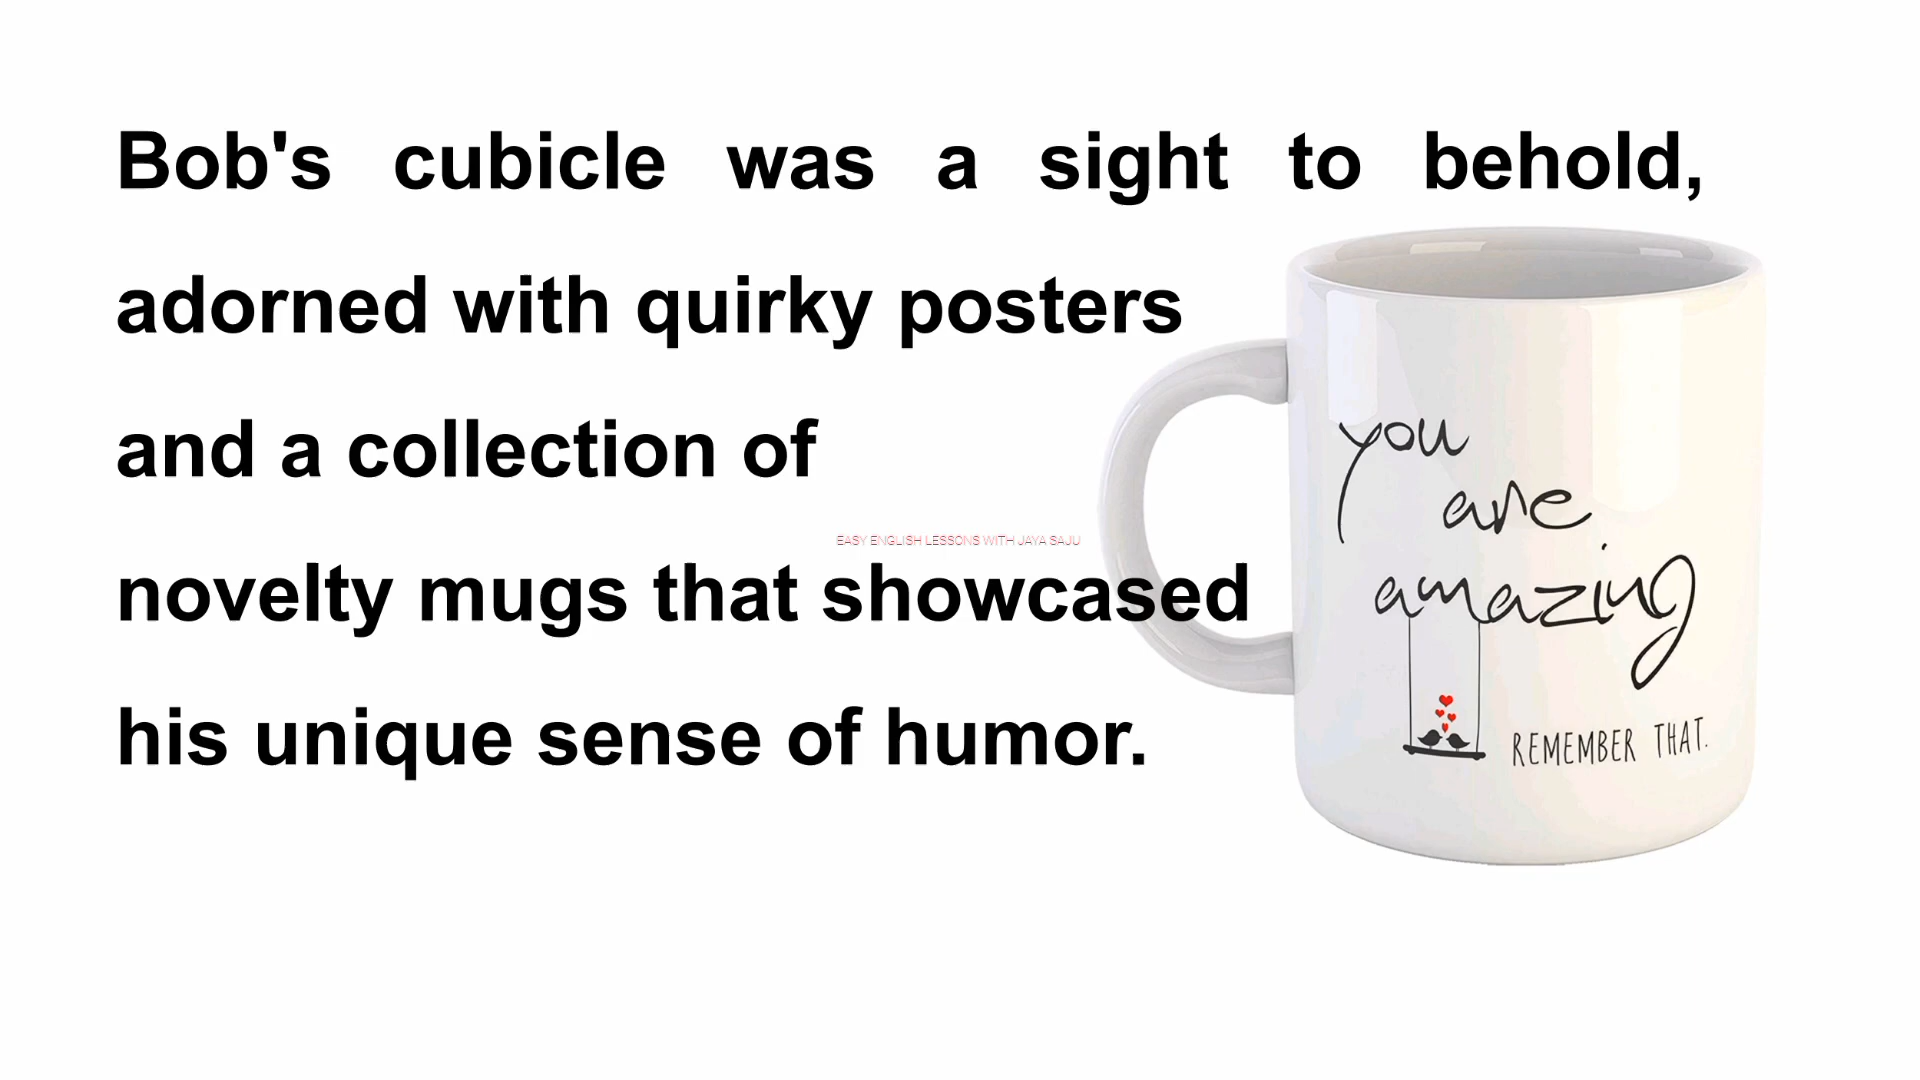 Bob's cubicle was a sight to behold,
adorned with quirky posters
and a collection of
novelty mugs that showcased
his unique sense of humor.
EASY ENGLISH LESSONS WITH JAYA SAJU
you
are
amazing
REMEMBER THAT.